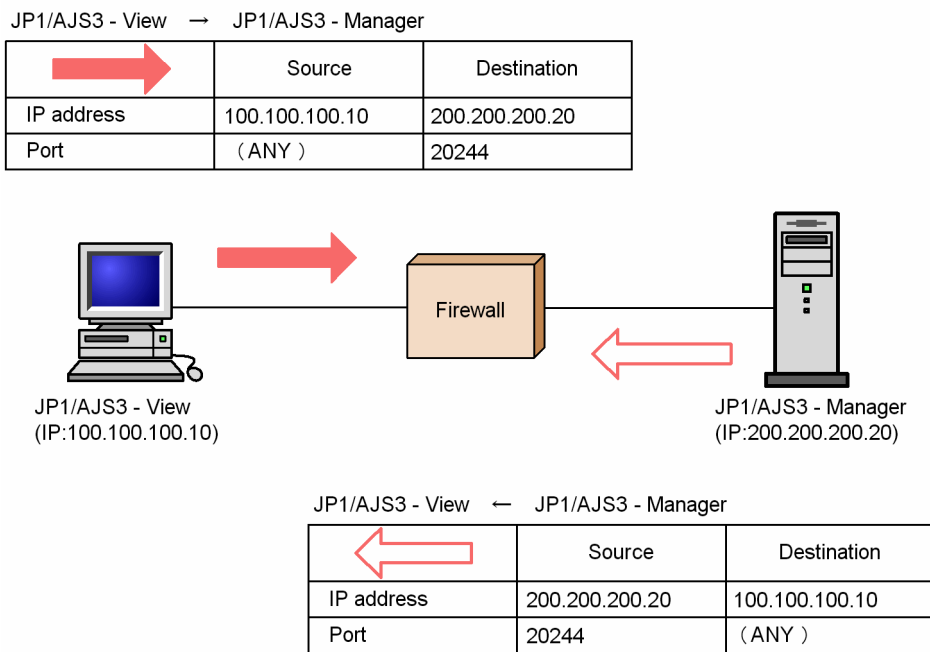 JP1/AJS3 - View → JP1/AJS3 - Manager
Source Destination
IP address 100.100.100.10 200.200.200.20
Port （ANY ） 20244
Firewall
JP1/AJS3 - View
(IP:100.100.100.10)
JP1/AJS3 - Manager
(IP:200.200.200.20)
JP1/AJS3 - View ← JP1/AJS3 - Manager
Source Destination
IP address 200.200.200.20 100.100.100.10
Port 20244 （ANY ）